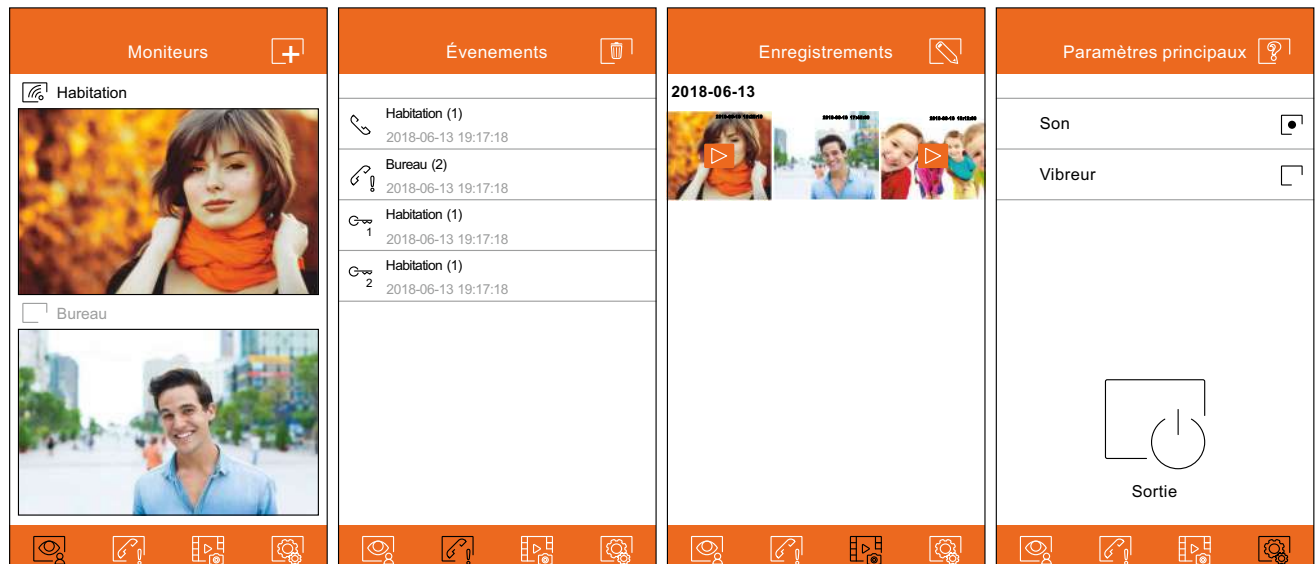 Moniteurs
Habitation
Bureau
Évenements
Habitation (1)
2018-06-13 19:17:18
Bureau (2)
2018-06-13 19:17:18
Habitation (1)
1
2018-06-13 19:17:18
Habitation (1)
2
2018-06-13 19:17:18
Enregistrements
2018-06-13
Paramètres principaux
Son
Vibreur
Sortie